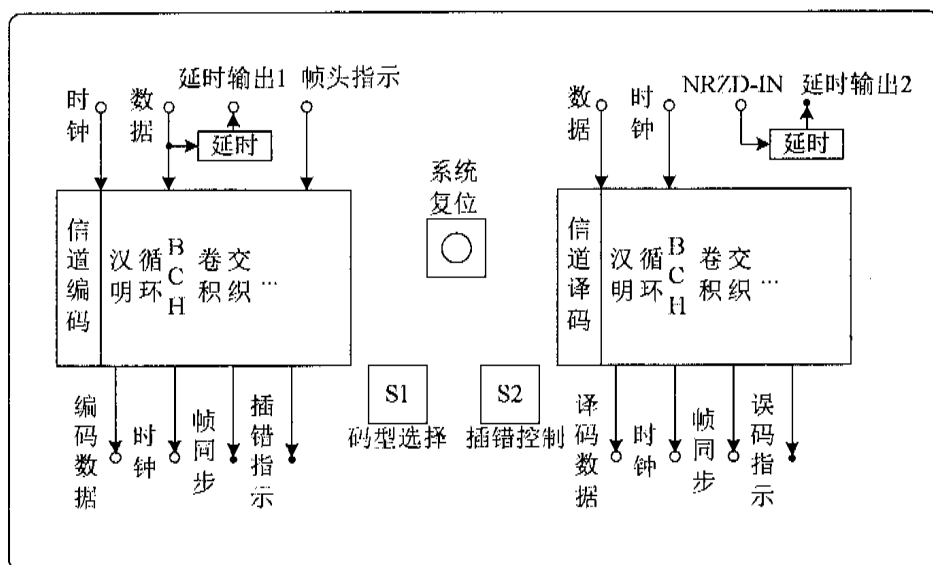 延时输出1 帧头指示
时钟
数据
延时
信道编码
汉明 循环 BCH 卷积 交织 ...
编码数据
时钟
帧同步
插错指示
系统
复位
S1
码型选择
S2
插错控制
NRZD-IN 延时输出2
数据
时钟
延时
信道译码
汉明 循环 BCH 卷积 交织 ...
译码数据
时钟
帧同步
误码指示